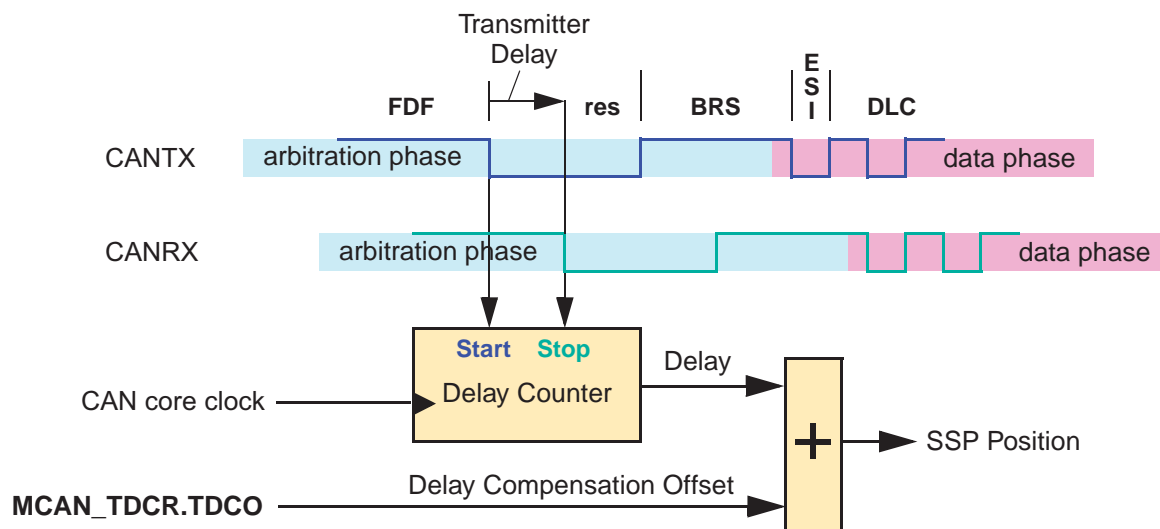 Transmitter
Delay
FDF
res
BRS
ESI
DLC
CANTX
arbitration phase
data phase
CANRX
arbitration phase
data phase
Start
Stop
Delay Counter
CAN core clock
Delay
+
SSP Position
MCAN_TDCR.TDCO
Delay Compensation Offset